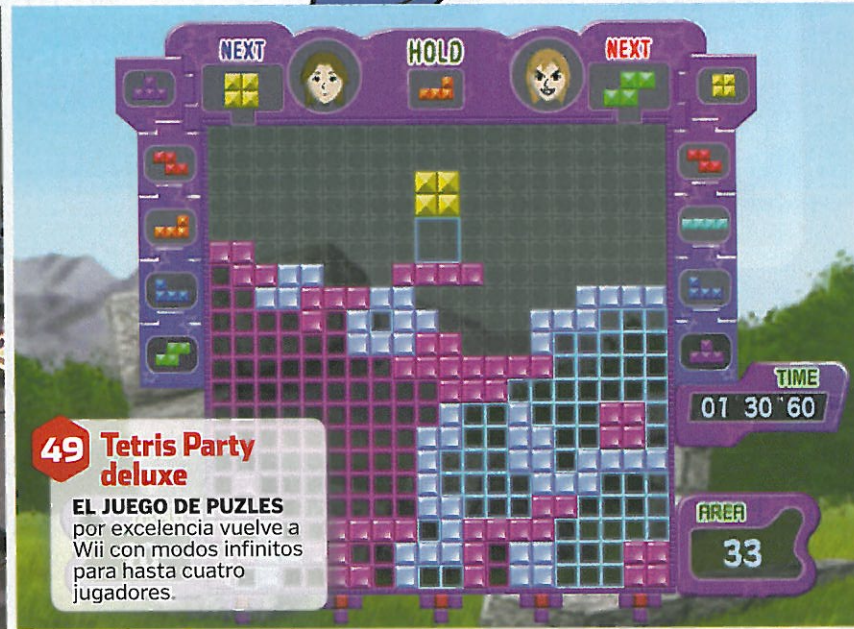 NEXT
HOLD
NEXT
TIME
01 30 60
AREA
33
49 Tetris Party
deluxe
EL JUEGO DE PUZLES
por excelencia vuelve a
Wii con modos infinitos
para hasta cuatro
jugadores.